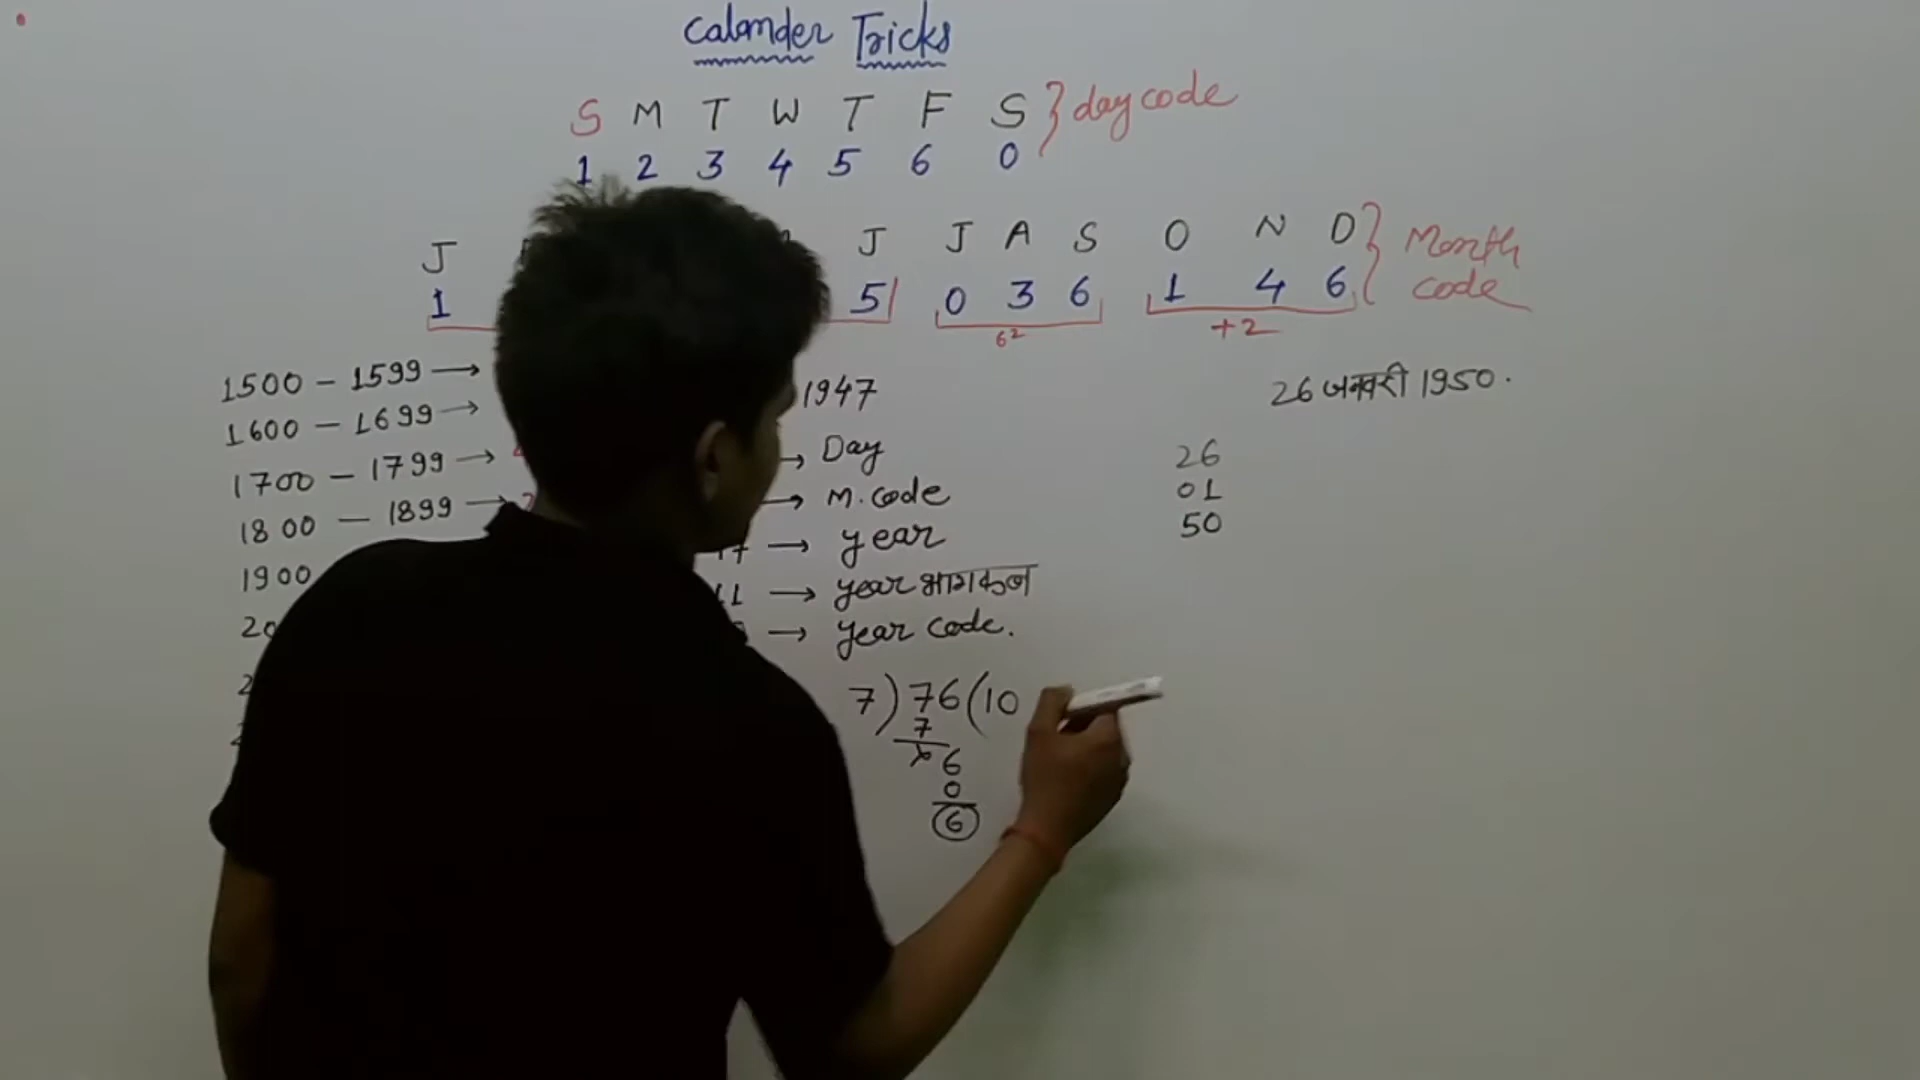 Calander Tricks
S M T W T F S } day code
1 2 3 4 5 6 0
J J J A S O N D } Month code
1 5 0 3 6 1 4 6
6² +2
1500 - 1599 →
1600 - 1699 →
1700 - 1799 →
1800 - 1899 →
1900
1947
→ Day
→ M. code
→ year
11 → year भागफल
→ year code.
7 ) 76 ( 10
7
x 6
0
6
26 जनवरी 1950.
26
01
50